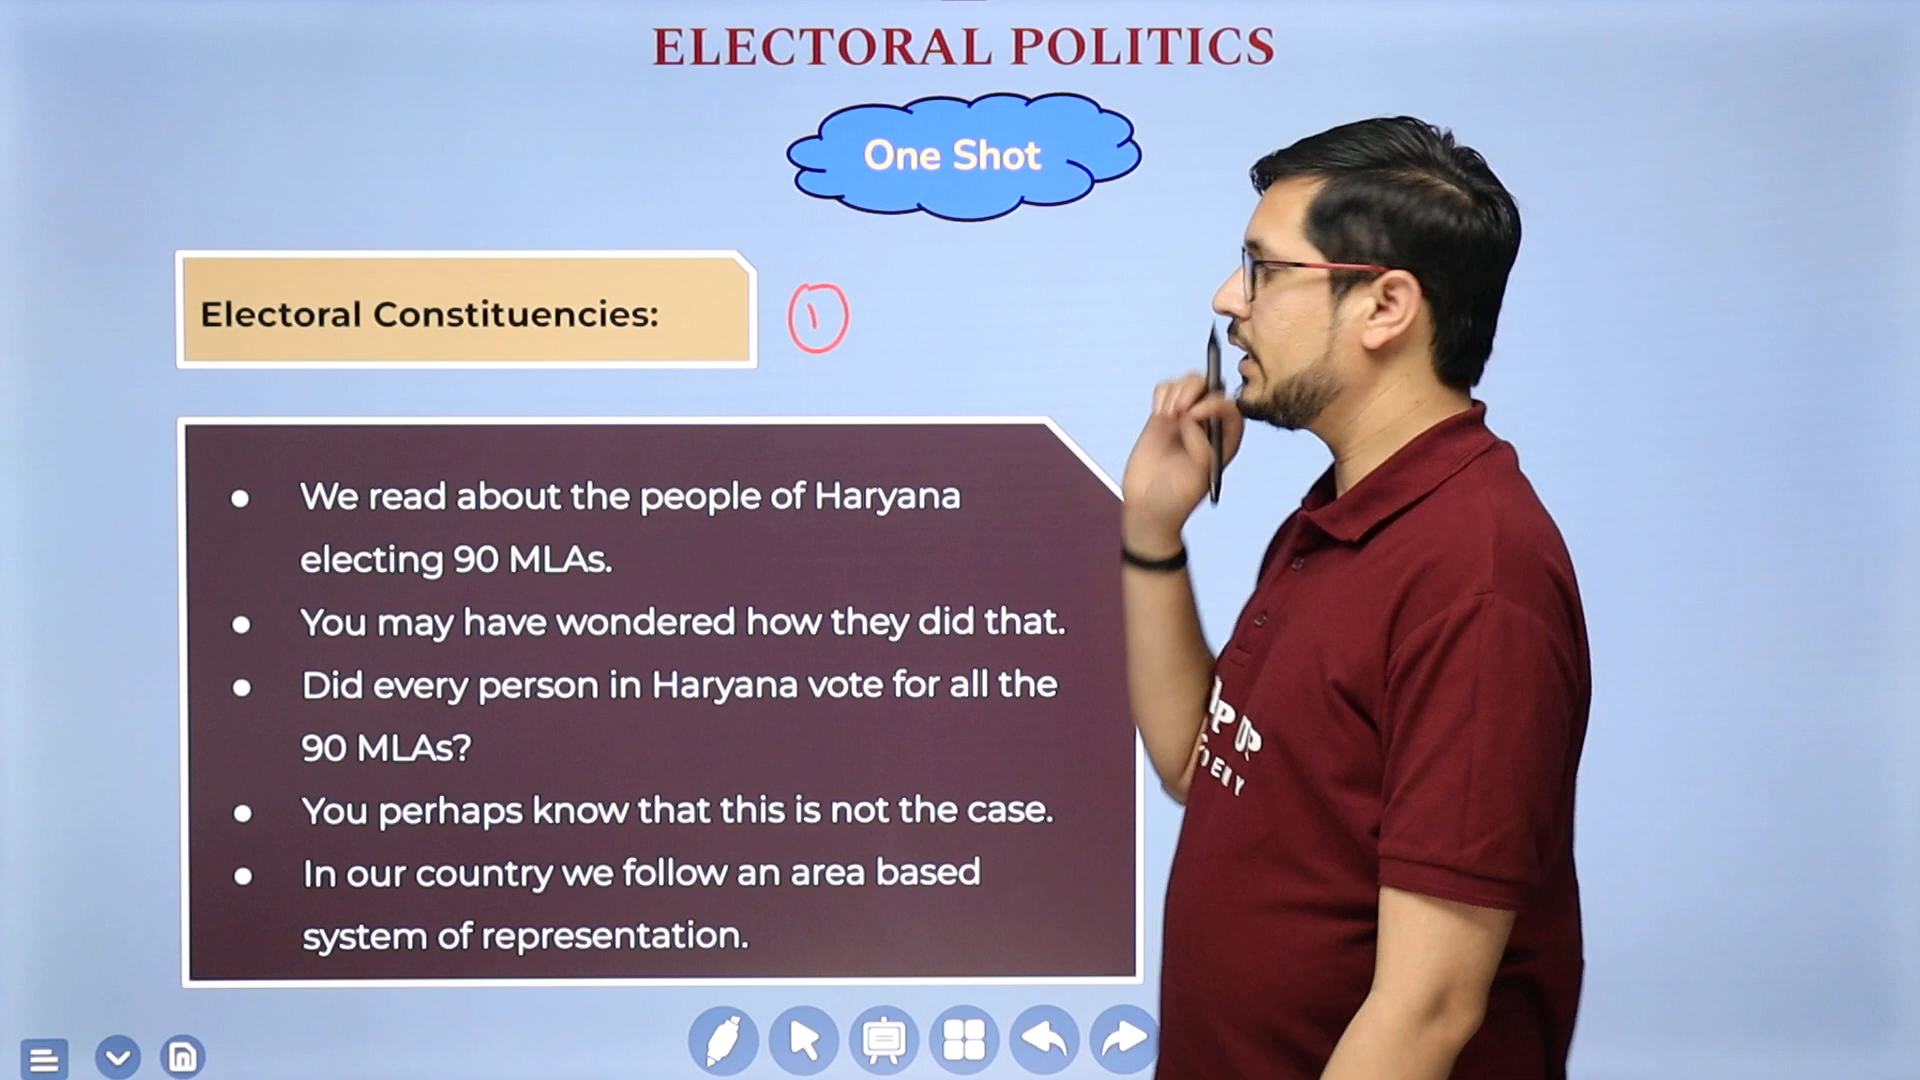 ELECTORAL POLITICS
One Shot
Electoral Constituencies:
1
• We read about the people of Haryana
electing 90 MLAs.
• You may have wondered how they did that.
• Did every person in Haryana vote for all the
90 MLAs?
• You perhaps know that this is not the case.
• In our country we follow an area based
system of representation.